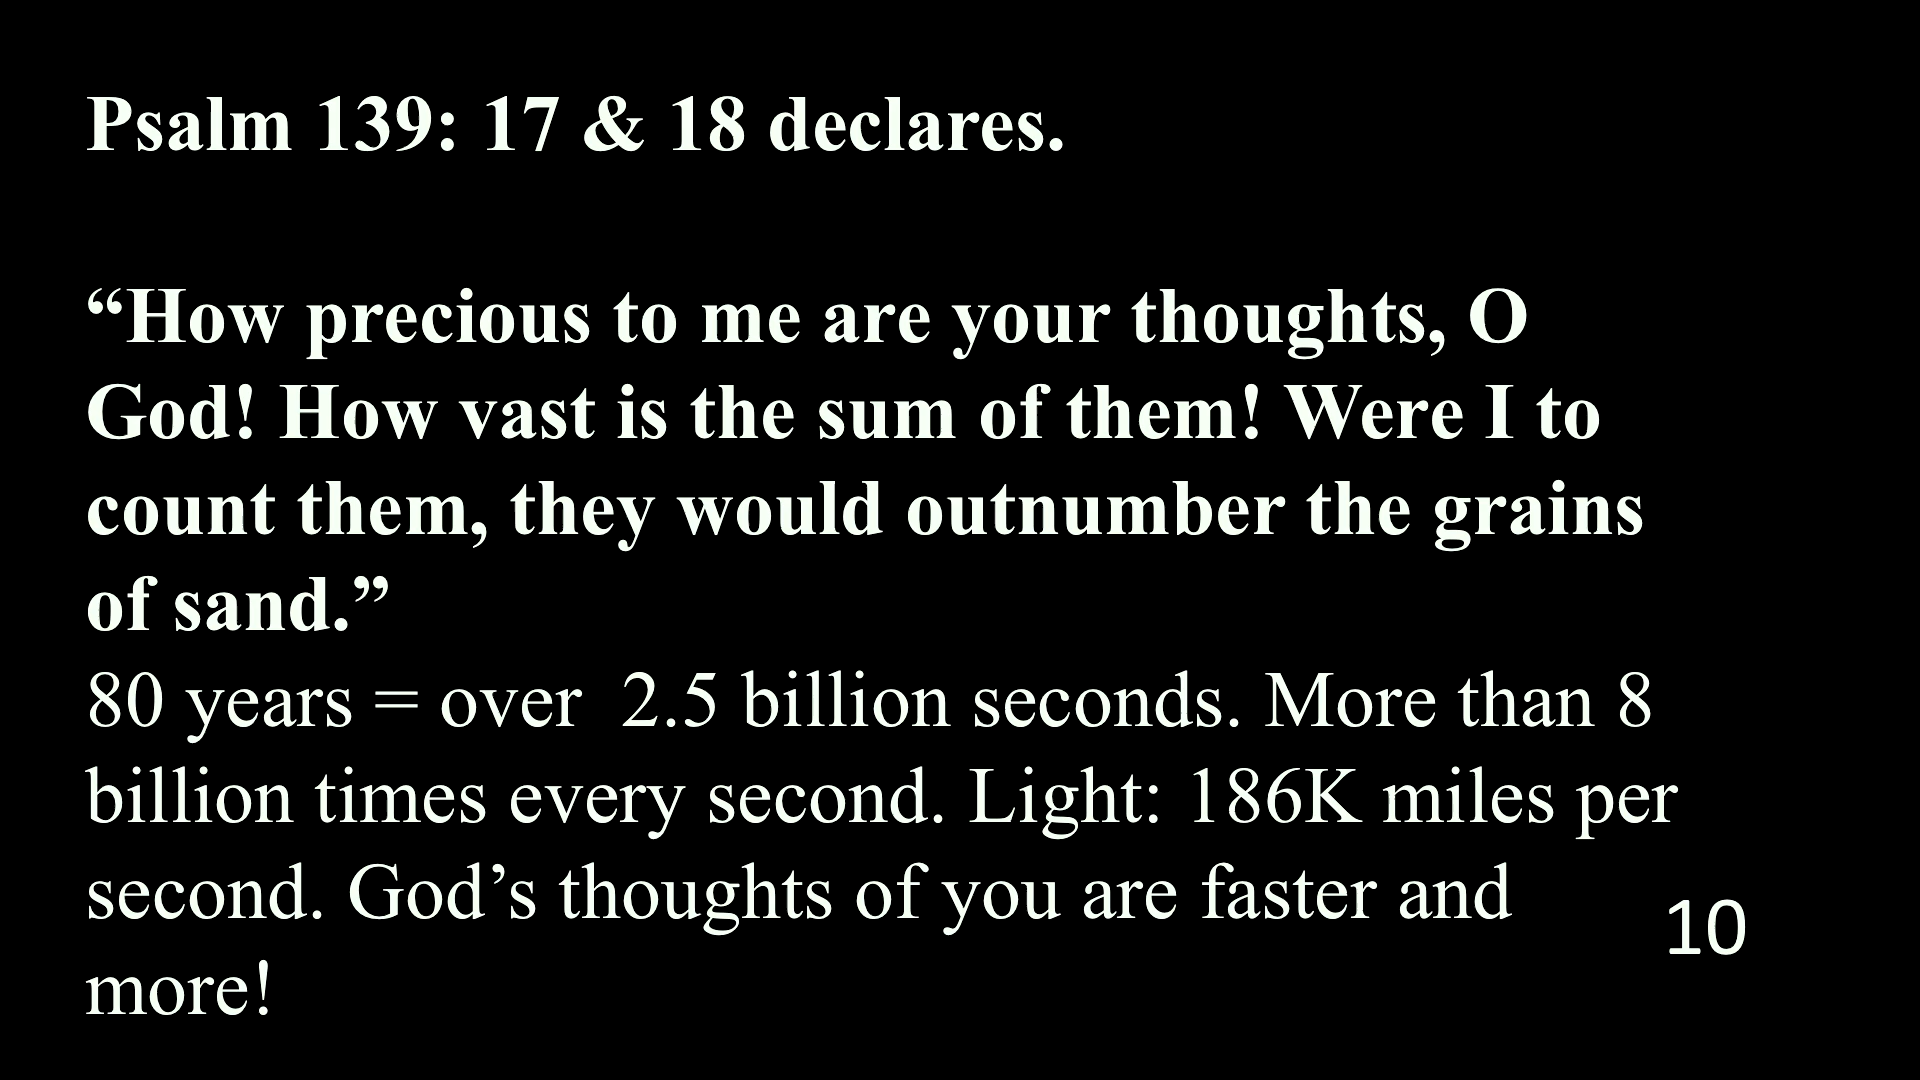 Psalm 139: 17 & 18 declares.
“How precious to me are your thoughts, O
God! How vast is the sum of them! Were I to
count them, they would outnumber the grains
of sand.”
80 years = over  2.5 billion seconds. More than 8
billion times every second. Light: 186K miles per
second. God’s thoughts of you are faster and
more!
10